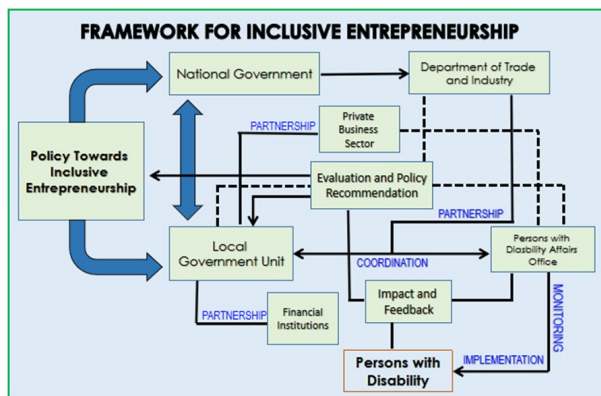 FRAMEWORK FOR INCLUSIVE ENTREPRENEURSHIP
National Government
Department of Trade
and Industry
Private
Business
Sector
PARTNERSHIP
Policy Towards
Inclusive
Entrepreneurship
Evaluation and Policy
Recommendation
PARTNERSHIP
Local
Government Unit
COORDINATION
Persons with
Diasbility Affairs
Office
Impact and
Feedback
PARTNERSHIP
Financial
Institutions
MONITORING
Persons with
Disability
IMPLEMENTATION